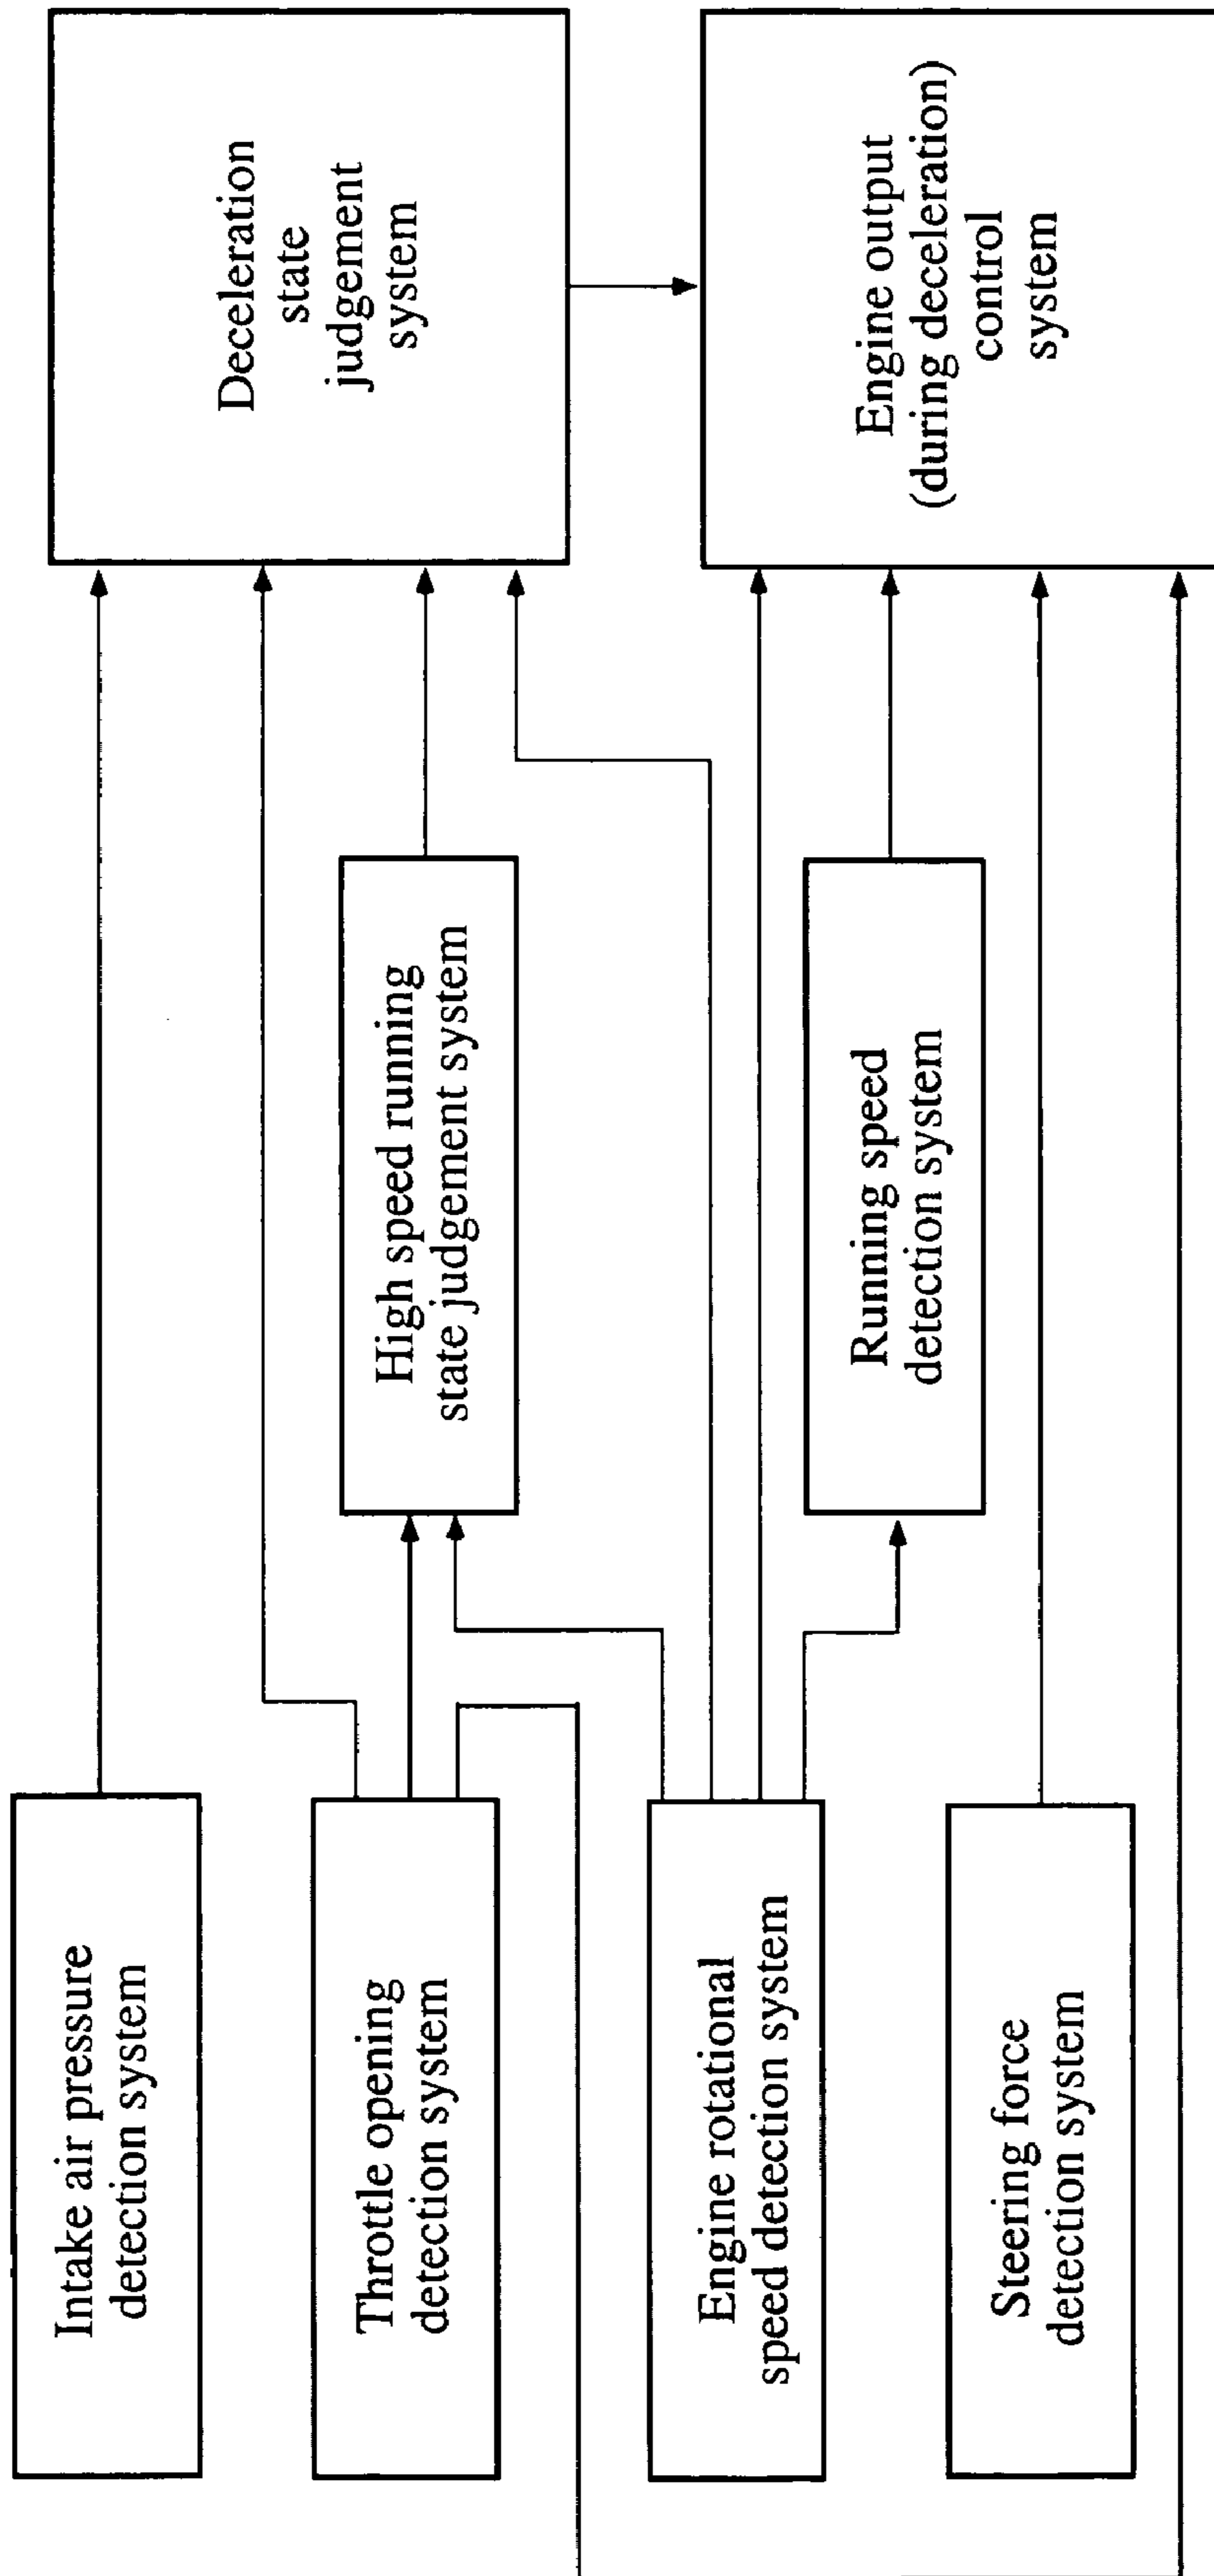 Intake air pressure
detection system
Throttle opening
detection system
Engine rotational
speed detection system
Steering force
detection system
High speed running
state judgement system
Running speed
detection system
Deceleration
state
judgement
system
Engine output
(during deceleration)
control
system